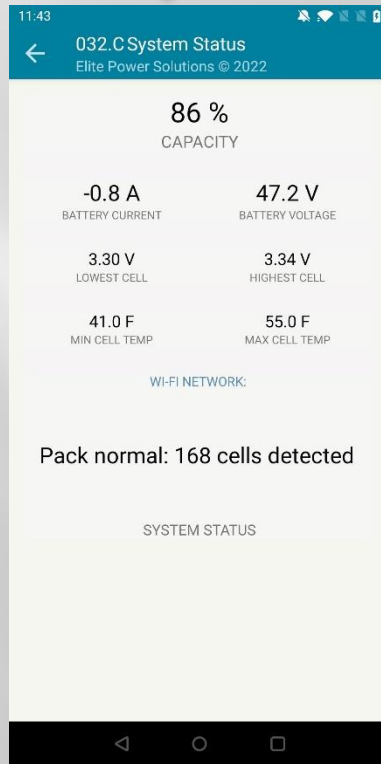 11:43
032.C System Status
Elite Power Solutions © 2022
86 %
CAPACITY
-0.8 A
47.2 V
BATTERY CURRENT
BATTERY VOLTAGE
3.30 V
3.34 V
LOWEST CELL
HIGHEST CELL
41.0 F
55.0 F
MIN CELL TEMP
MAX CELL TEMP
WI-FI NETWORK:
Pack normal: 168 cells detected
SYSTEM STATUS